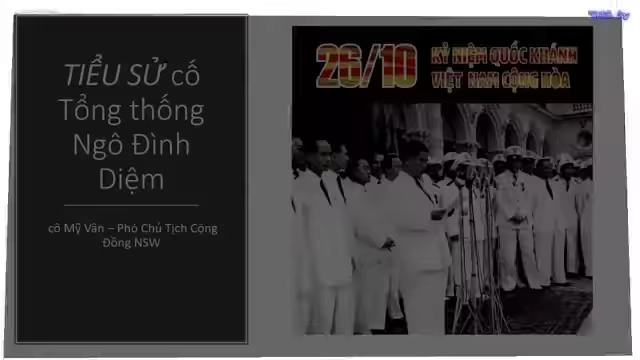 TIỂU SỬ cố
Tổng thống
Ngô Đình
Diệm
cô Mỹ Vân – Phó Chủ Tịch Cộng
Đồng NSW
26/10
KỶ NIỆM QUỐC KHÁNH
VIỆT NAM CỘNG HÒA